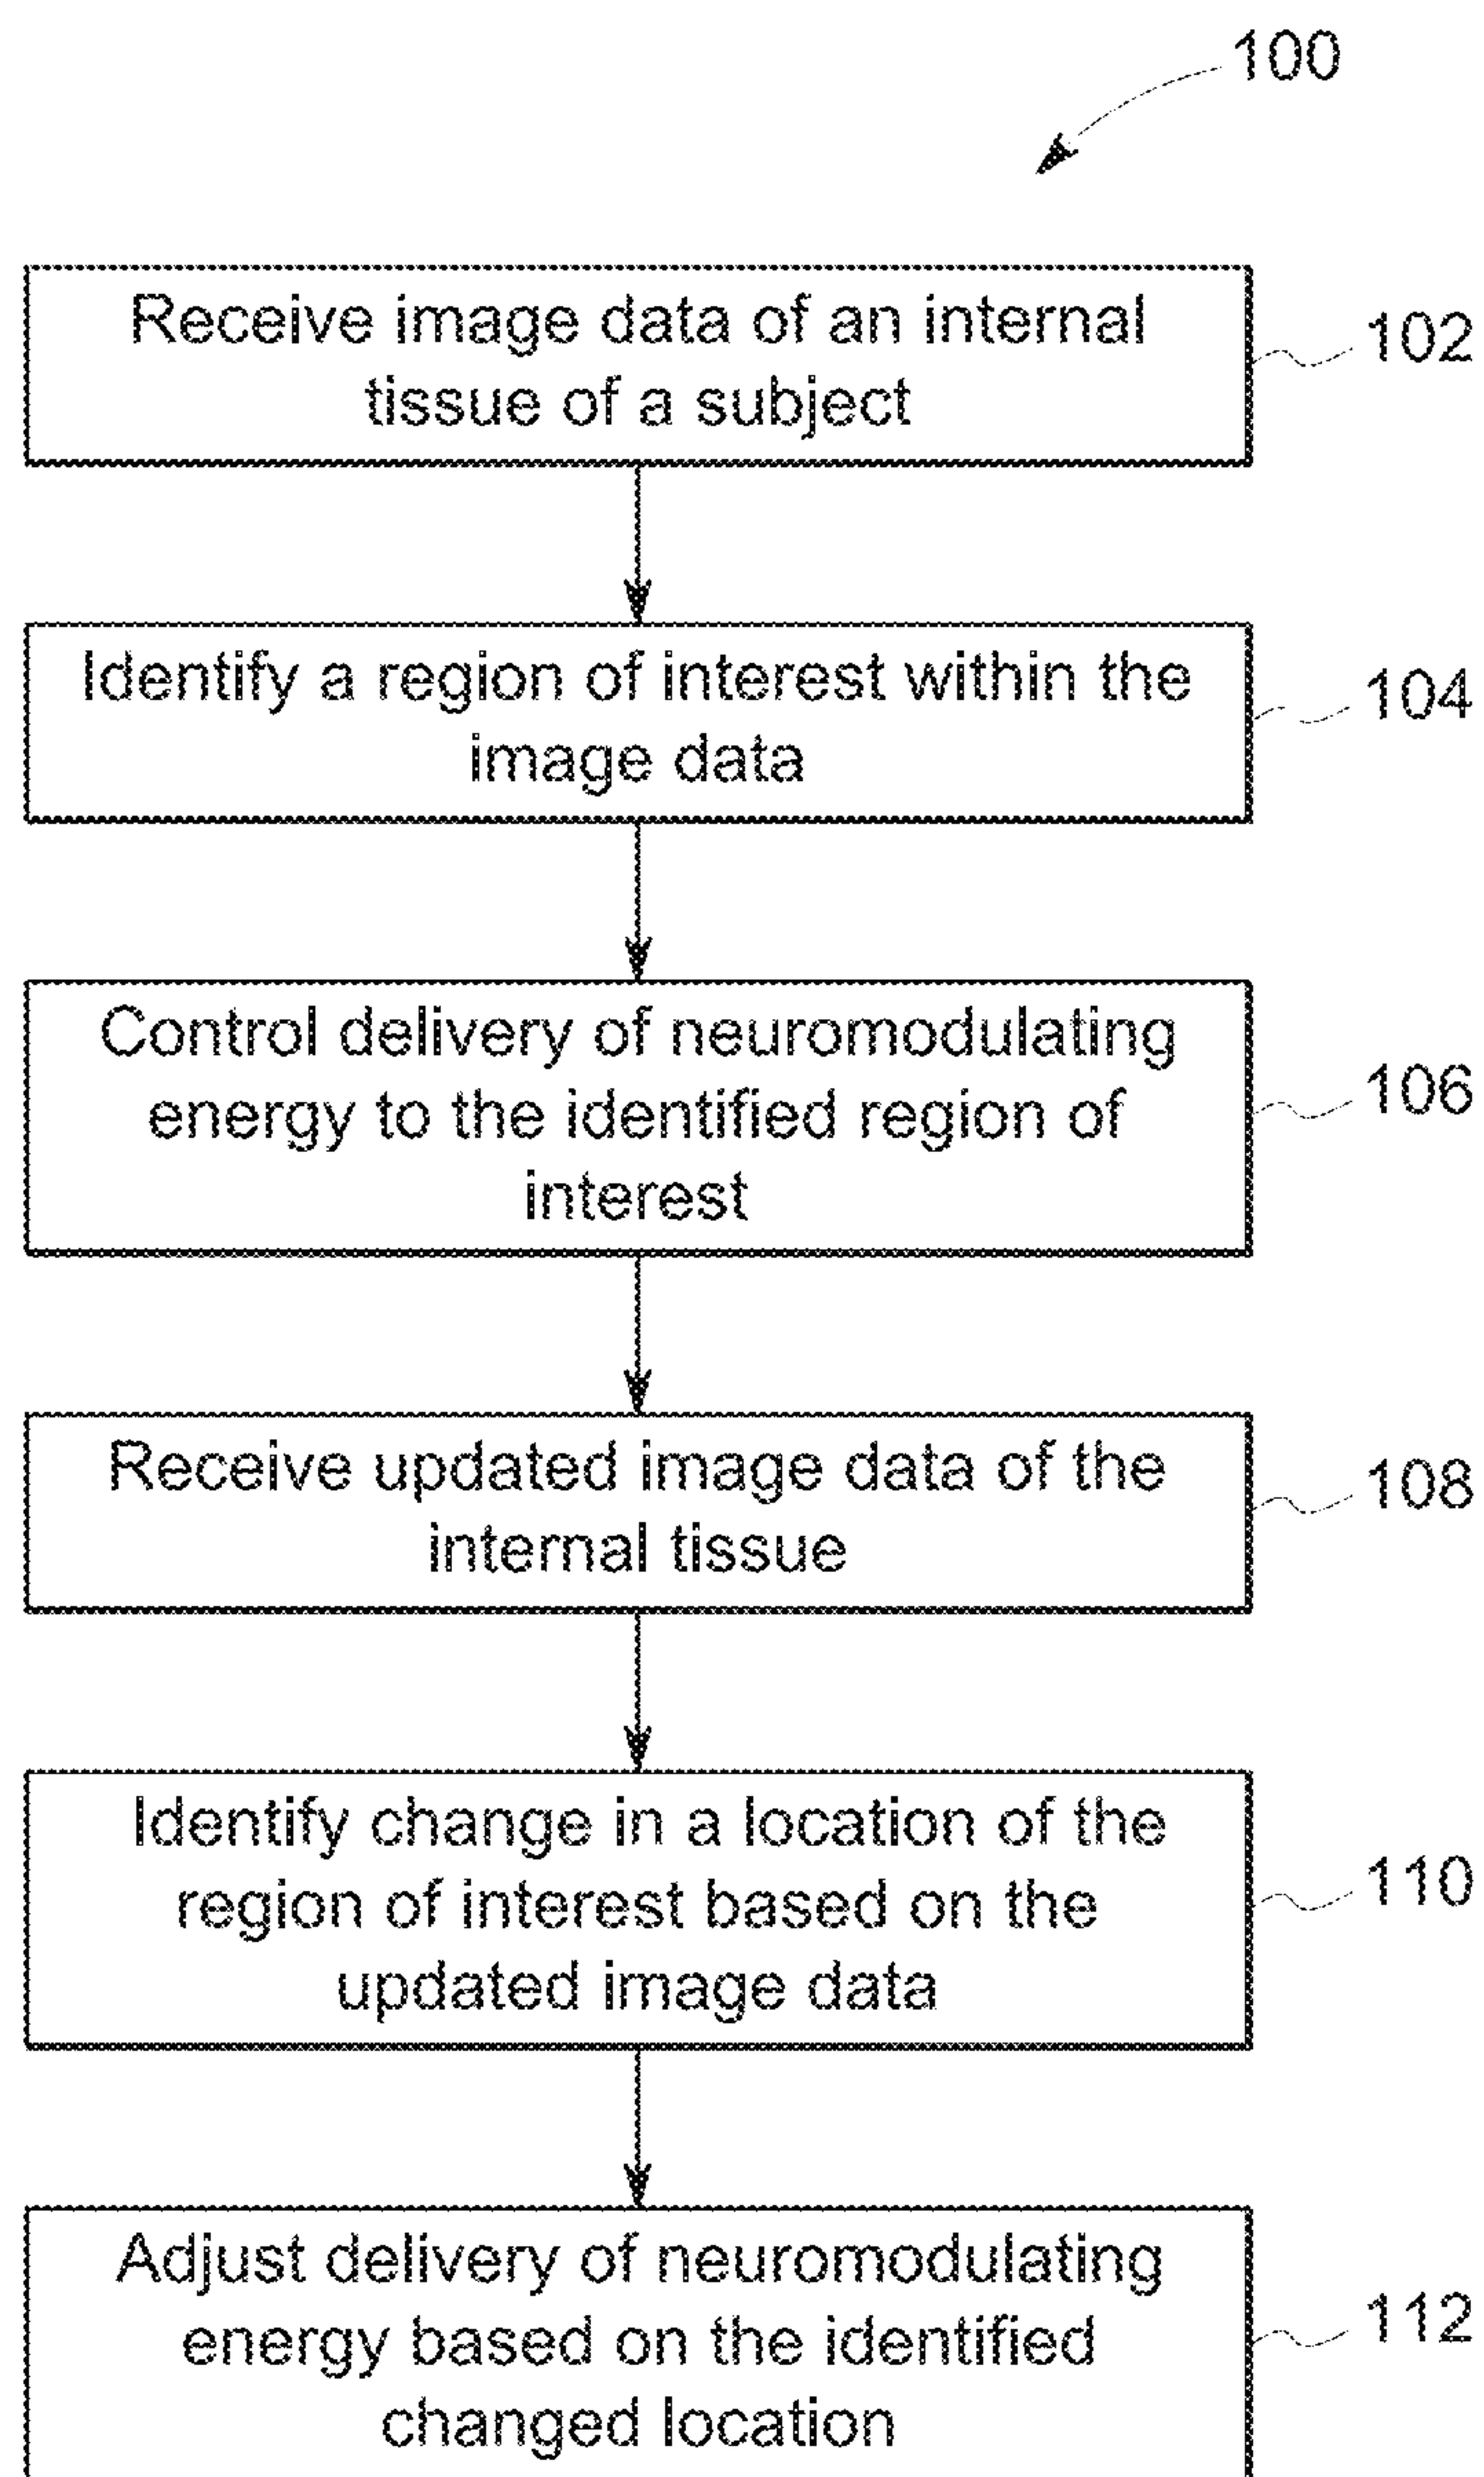 100
Receive image data of an internal
tissue of a subject
102
Identify a region of interest within the
image data
104
Control delivery of neuromodulating
energy to the identified region of
interest
106
Receive updated image data of the
internal tissue
108
Identify change in a location of the
region of interest based on the
updated image data
110
Adjust delivery of neuromodulating
energy based on the identified
changed location
112